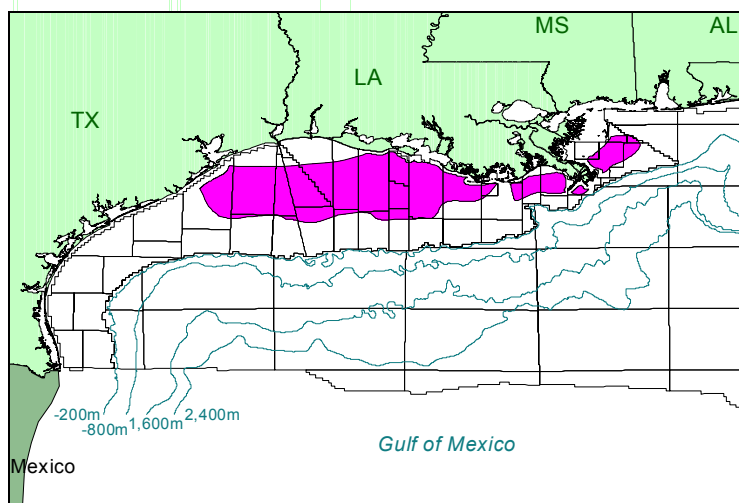 MS
AL
LA
TX
-200m
-800m
1,600m
2,400m
Gulf of Mexico
Mexico